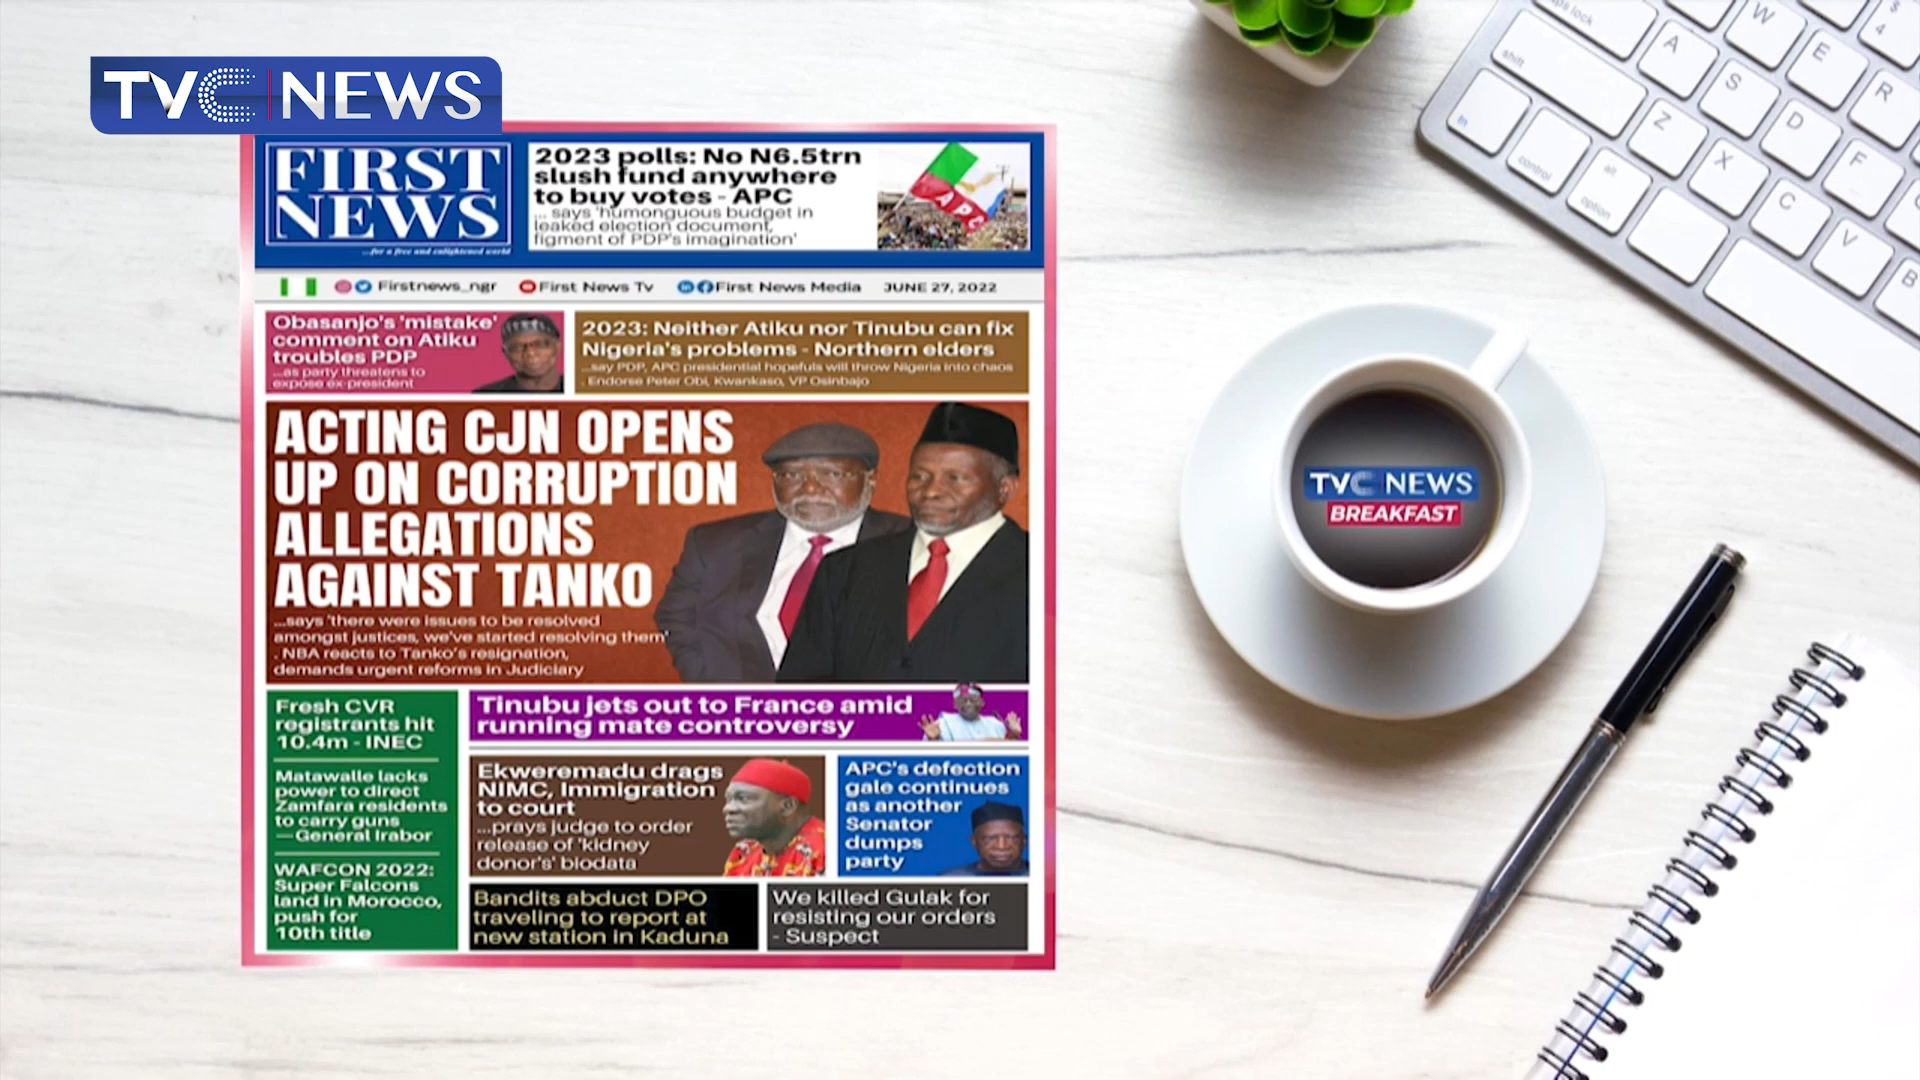 TVC NEWS
FIRST
NEWS
...for a free and enlightened world
2023 polls: No N6.5trn
slush fund anywhere
to buy votes - APC
... says 'humonguous budget in
leaked election document,
figment of PDP's imagination'
APC
Firstnews_ngr
First News Tv
First News Media
JUNE 27, 2022
Obasanjo's 'mistake'
comment on Atiku
troubles PDP
...as party threatens to
expose ex-president
2023: Neither Atiku nor Tinubu can fix
Nigeria's problems - Northern elders
...say PDP, APC presidential hopefuls will throw Nigeria into chaos
. Endorse Peter Obi, Kwankaso, VP Osinbajo
ACTING CJN OPENS
UP ON CORRUPTION
ALLEGATIONS
AGAINST TANKO
...says 'there were issues to be resolved
amongst justices, we've started resolving them'
. NBA reacts to Tanko's resignation,
demands urgent reforms in Judiciary
Fresh CVR
registrants hit
10.4m - INEC
Matawalle lacks
power to direct
Zamfara residents
to carry guns
—General Irabor
WAFCON 2022:
Super Falcons
land in Morocco,
push for
10th title
Tinubu jets out to France amid
running mate controversy
Ekweremadu drags
NIMC, Immigration
to court
...prays judge to order
release of 'kidney
donor's' biodata
APC's defection
gale continues
as another
Senator
dumps
party
Bandits abduct DPO
traveling to report at
new station in Kaduna
We killed Gulak for
resisting our orders
- Suspect
TVC NEWS
BREAKFAST
caps lock
shift
fn
control
alt
option
A
W
S
E
$
4
Z
D
R
X
F
C
V
B